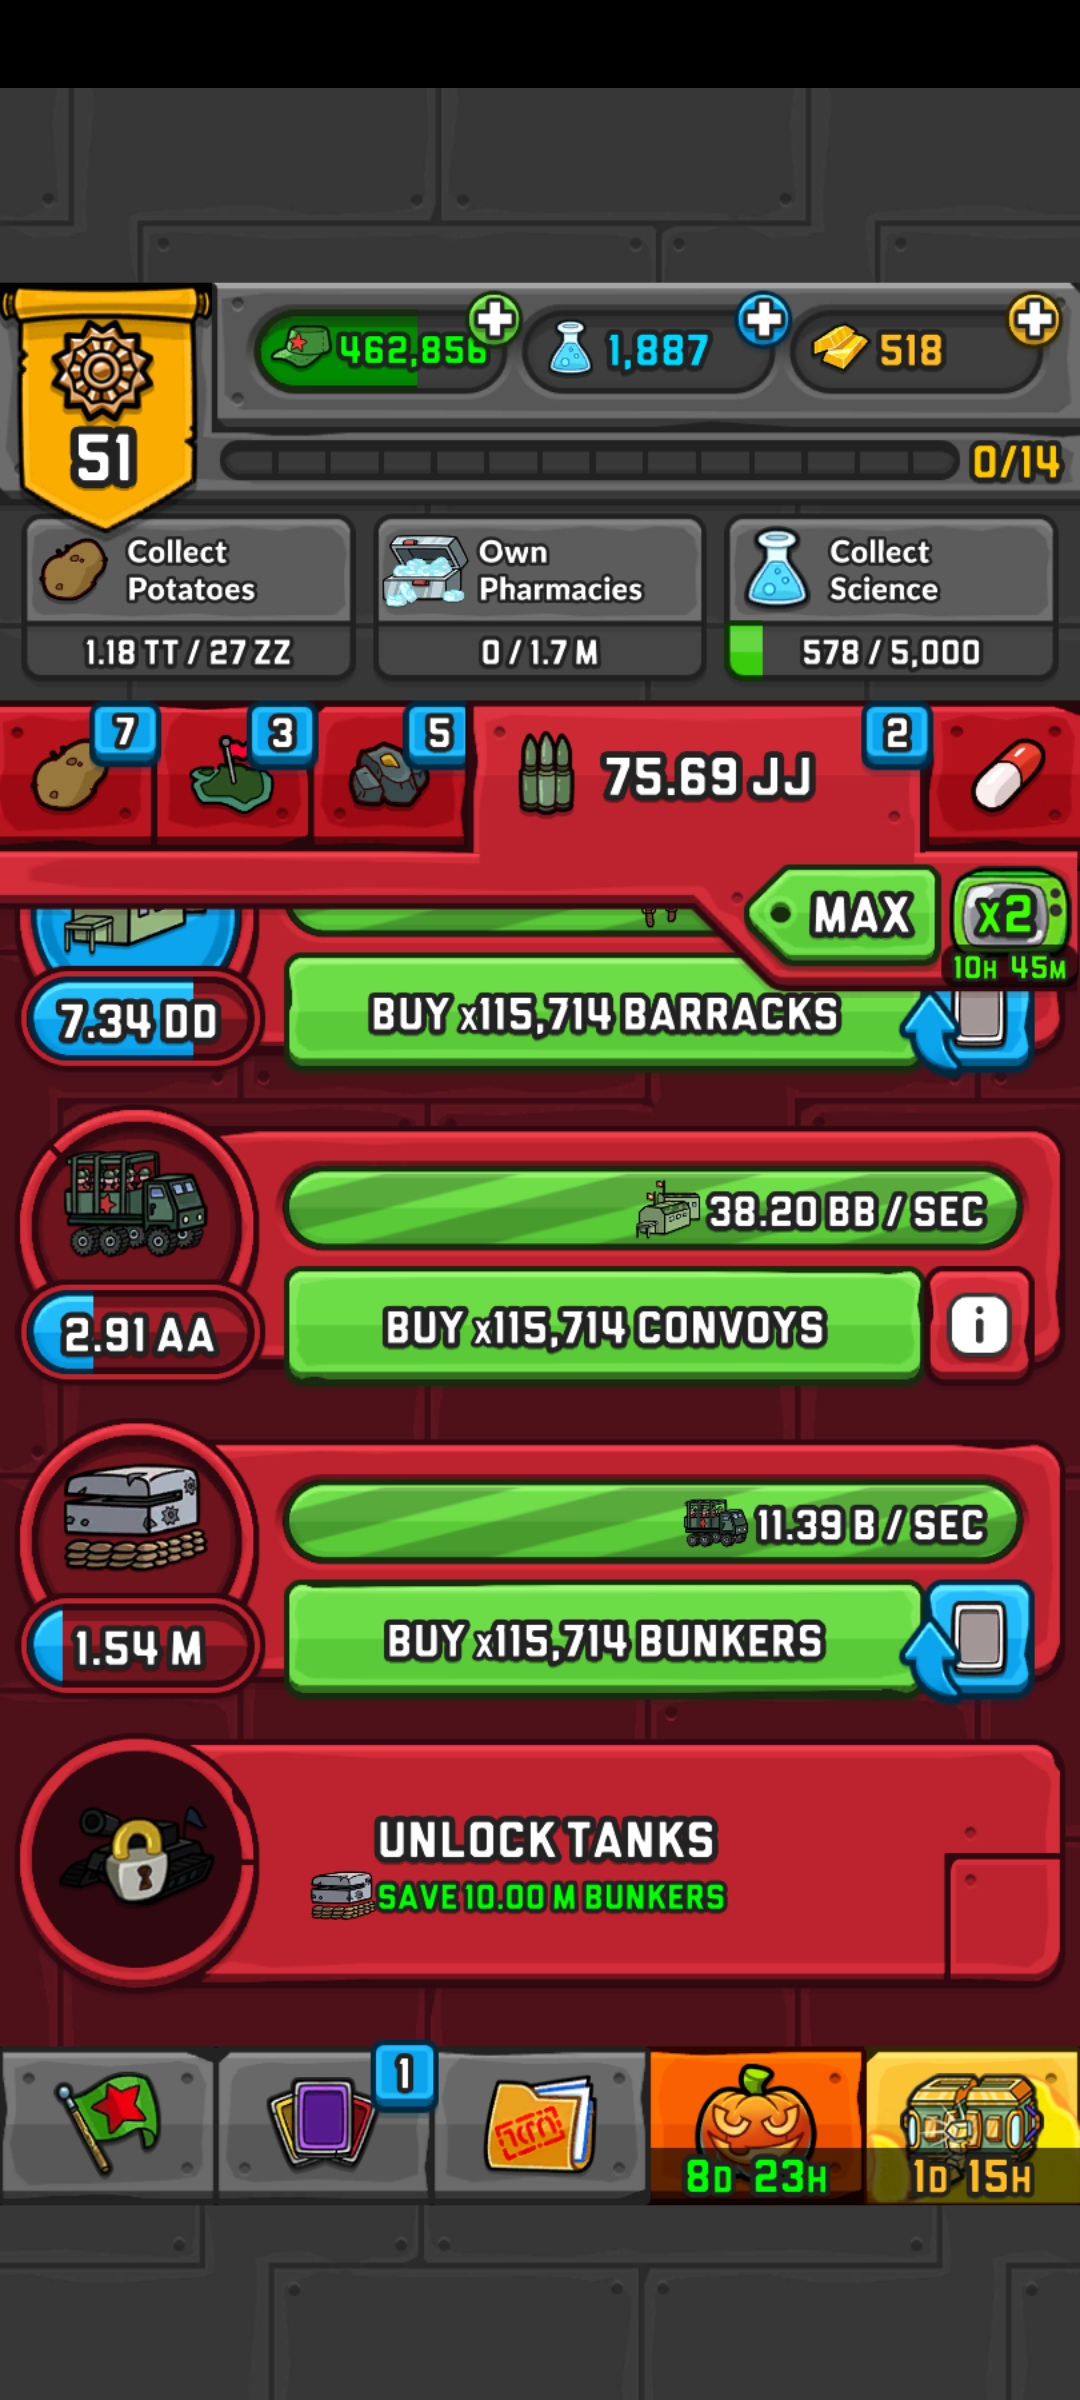 462,856
1,887
518
51
0/14
Collect
Potatoes
1.18 TT / 27 ZZ
Own
Pharmacies
0 / 1.7 M
Collect
Science
578 / 5,000
7
3
5
75.69 JJ
2
MAX
x2
10H 45M
7.34 DD
BUY x115,714 BARRACKS
38.20 BB / SEC
2.91 AA
BUY x115,714 CONVOYS
i
11.39 B / SEC
1.54 M
BUY x115,714 BUNKERS
UNLOCK TANKS
SAVE 10.00 M BUNKERS
1
8D 23H
1D 15H